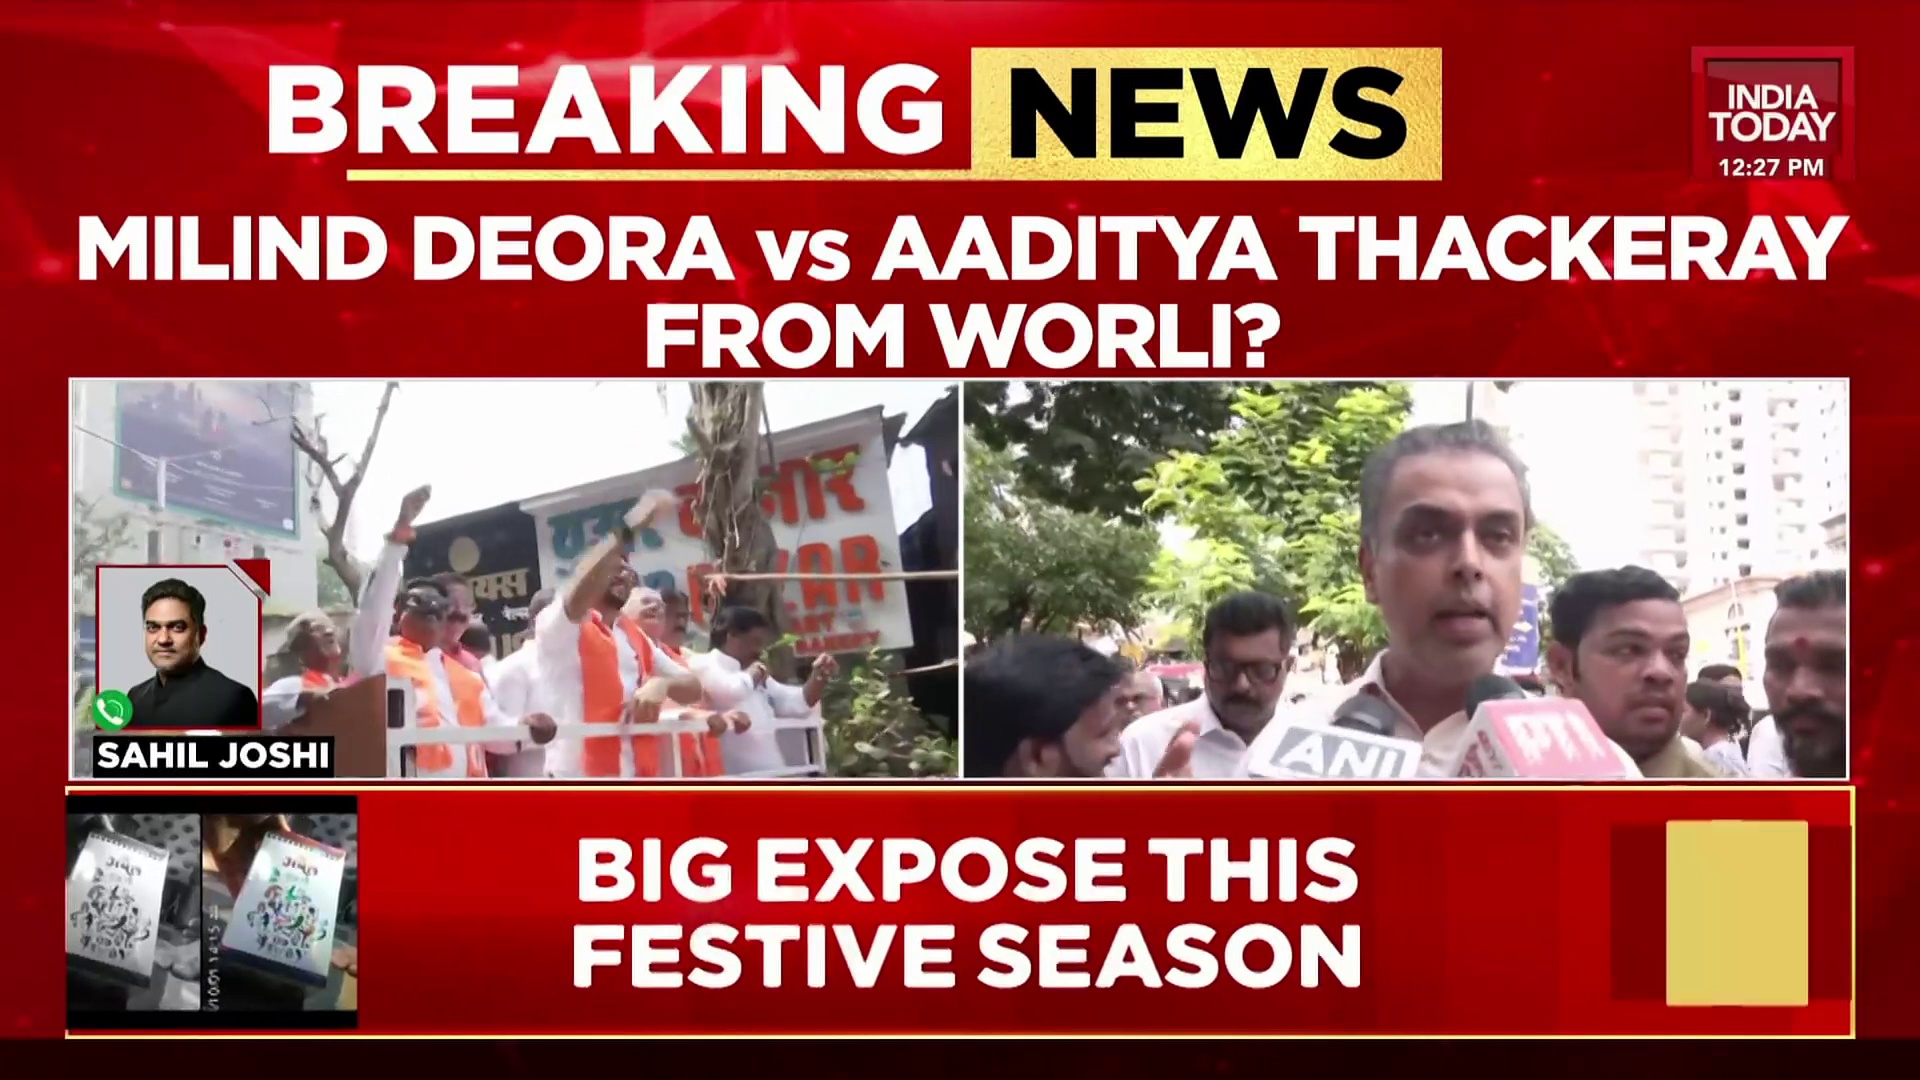 BREAKING NEWS
INDIA
TODAY
12:27 PM
MILIND DEORA vs AADITYA THACKERAY
FROM WORLI?
SAHIL JOSHI
ANI
PTI
BIG EXPOSE THIS
FESTIVE SEASON